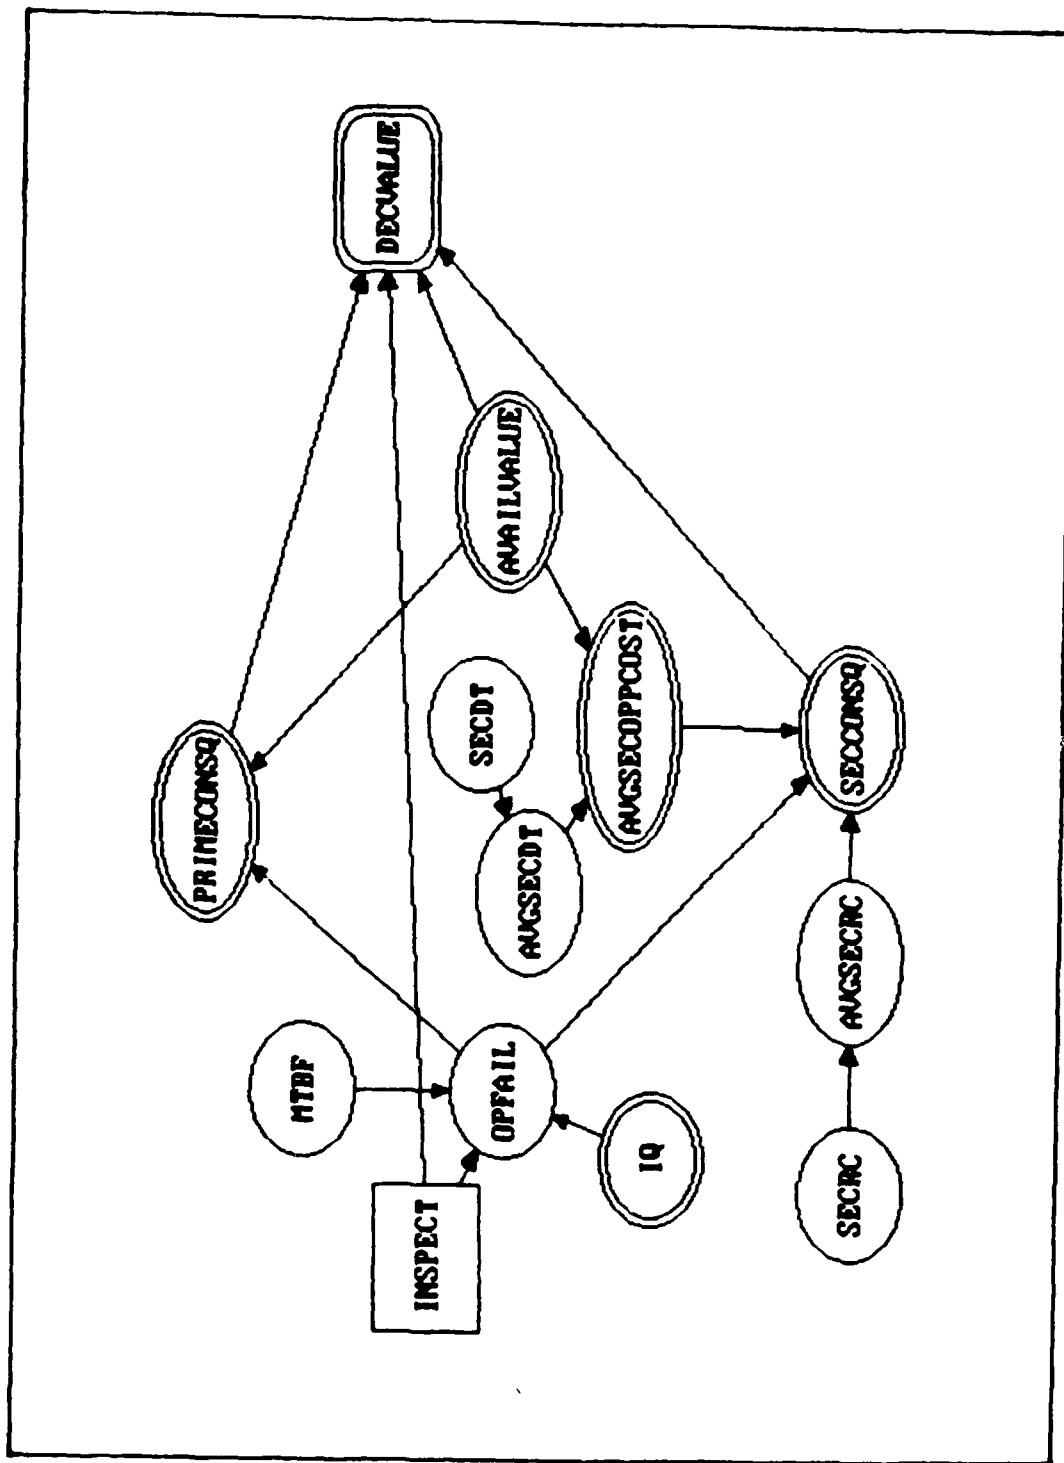 DECVALUE
PRIMECONSQ
AVAILVALUE
SECDT
AVGSECOPPCOST
AVGSECDT
SECCONSQ
MTBF
OPFAIL
AVGSECRC
INSPECT
IQ
SECRC